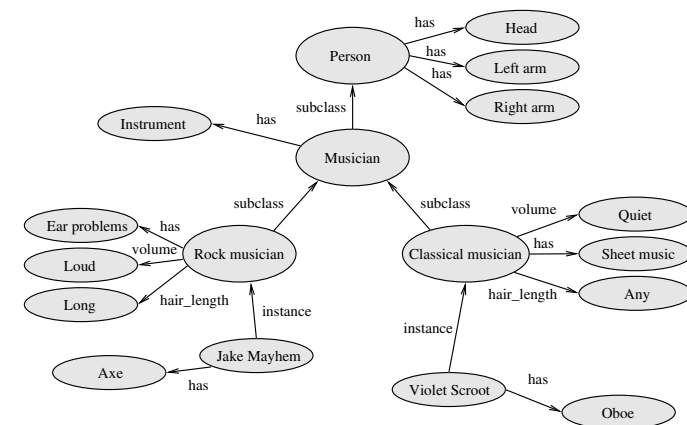 has
Head
Person
has
Left arm
has
Right arm
subclass
Instrument
has
Musician
subclass
subclass
Ear problems
has
volume
Loud
Rock musician
Long
hair_length
volume
Quiet
Classical musician
has
Sheet music
hair_length
Any
instance
instance
Jake Mayhem
Axe
has
Violet Scroot
has
Oboe